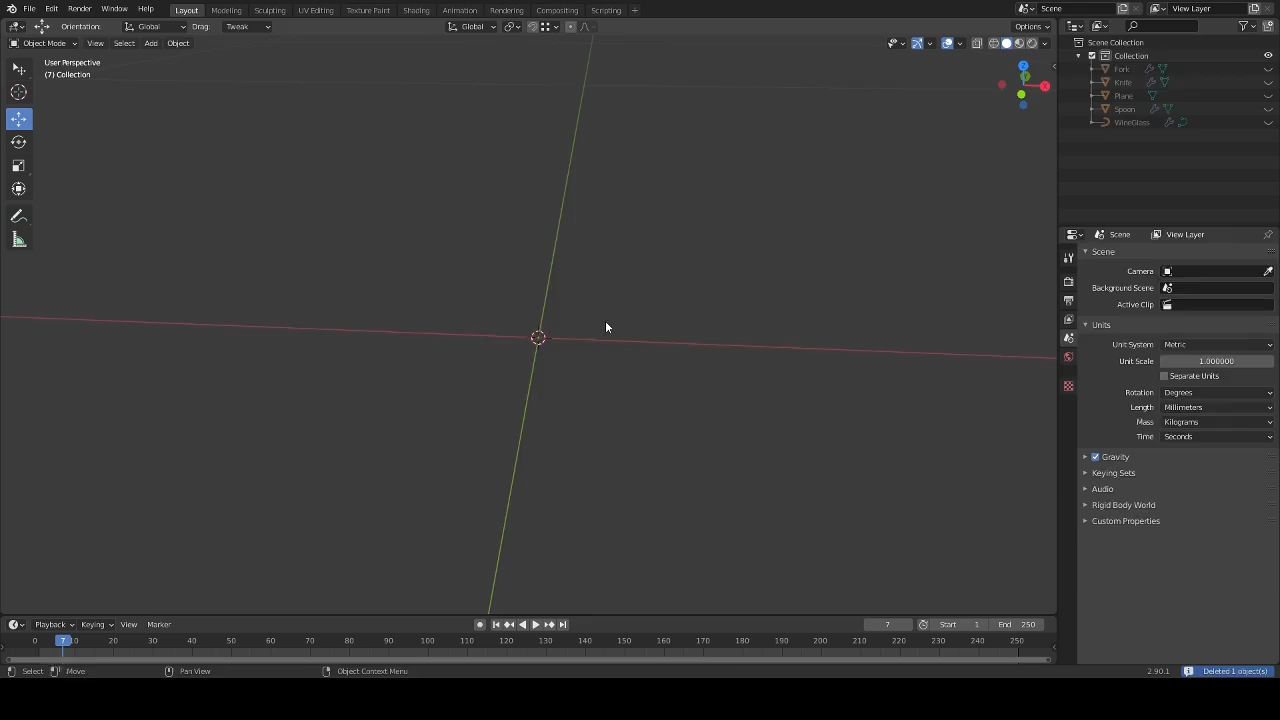 File Edit Render Window Help Layout Modeling Sculpting UV Editing Texture Paint Shading Animation Rendering Compositing Scripting + Scene View Layer
Orientation: Global Drag: Tweak Global Options
Object Mode View Select Add Object
User Perspective
(7) Collection
Z
Y
X
Scene Collection
Collection
Fork
Knife
Plane
Spoon
WineGlass
Scene View Layer
Scene
Camera
Background Scene
Active Clip
Units
Unit System Metric
Unit Scale 1.000000
Separate Units
Rotation Degrees
Length Millimeters
Mass Kilograms
Time Seconds
Gravity
Keying Sets
Audio
Rigid Body World
Custom Properties
Playback Keying View Marker 7 Start 1 End 250
0 7 10 20 30 40 50 60 70 80 90 100 110 120 130 140 150 160 170 180 190 200 210 220 230 240 250
Select Move Pan View Object Context Menu 2.90.1 Deleted 1 object(s)